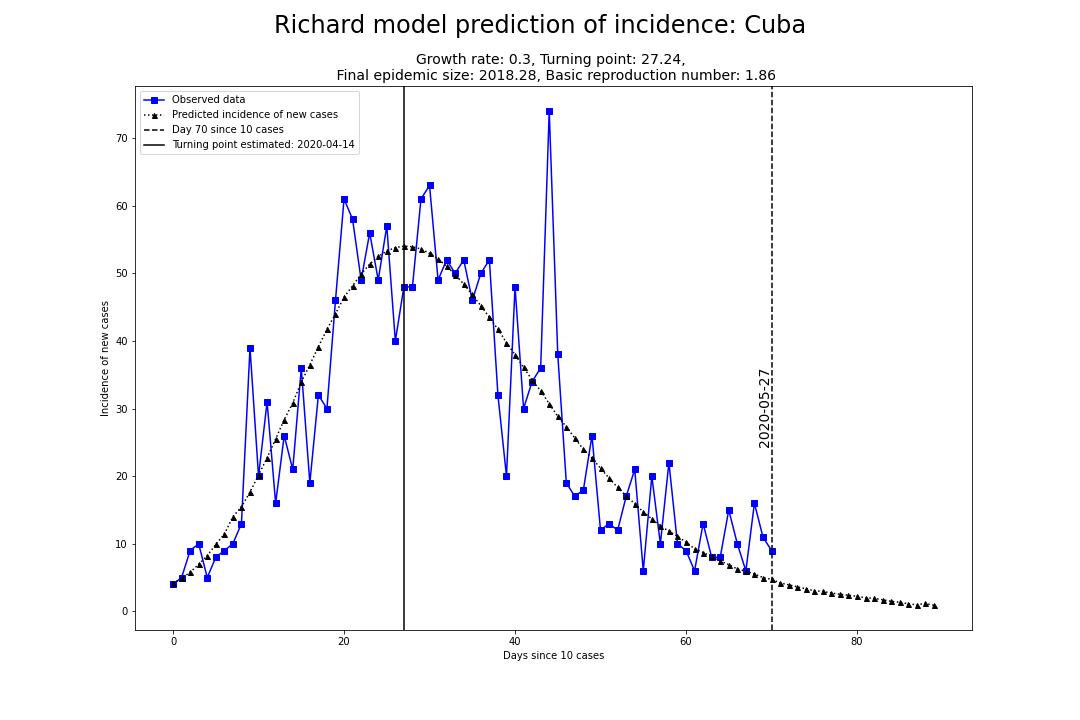 Richard model prediction of incidence: Cuba
Growth rate: 0.3, Turning point: 27.24,
Final epidemic size: 2018.28, Basic reproduction number: 1.86
Observed data
Predicted incidence of new cases
Day 70 since 10 cases
Turning point estimated: 2020-04-14
70
60
50
40
30
20
10
0
Incidence of new cases
2020-05-27
0
20
40
60
80
Days since 10 cases